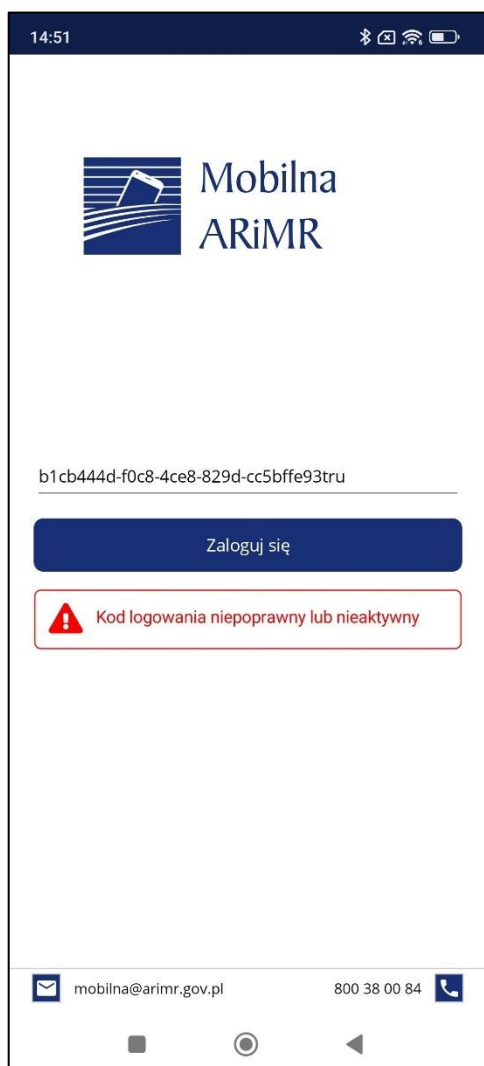 14:51
Mobilna
ARiMR
b1cb444d-f0c8-4ce8-829d-cc5bffe93tru
Zaloguj się
Kod logowania niepoprawny lub nieaktywny
mobilna@arimr.gov.pl 800 38 00 84